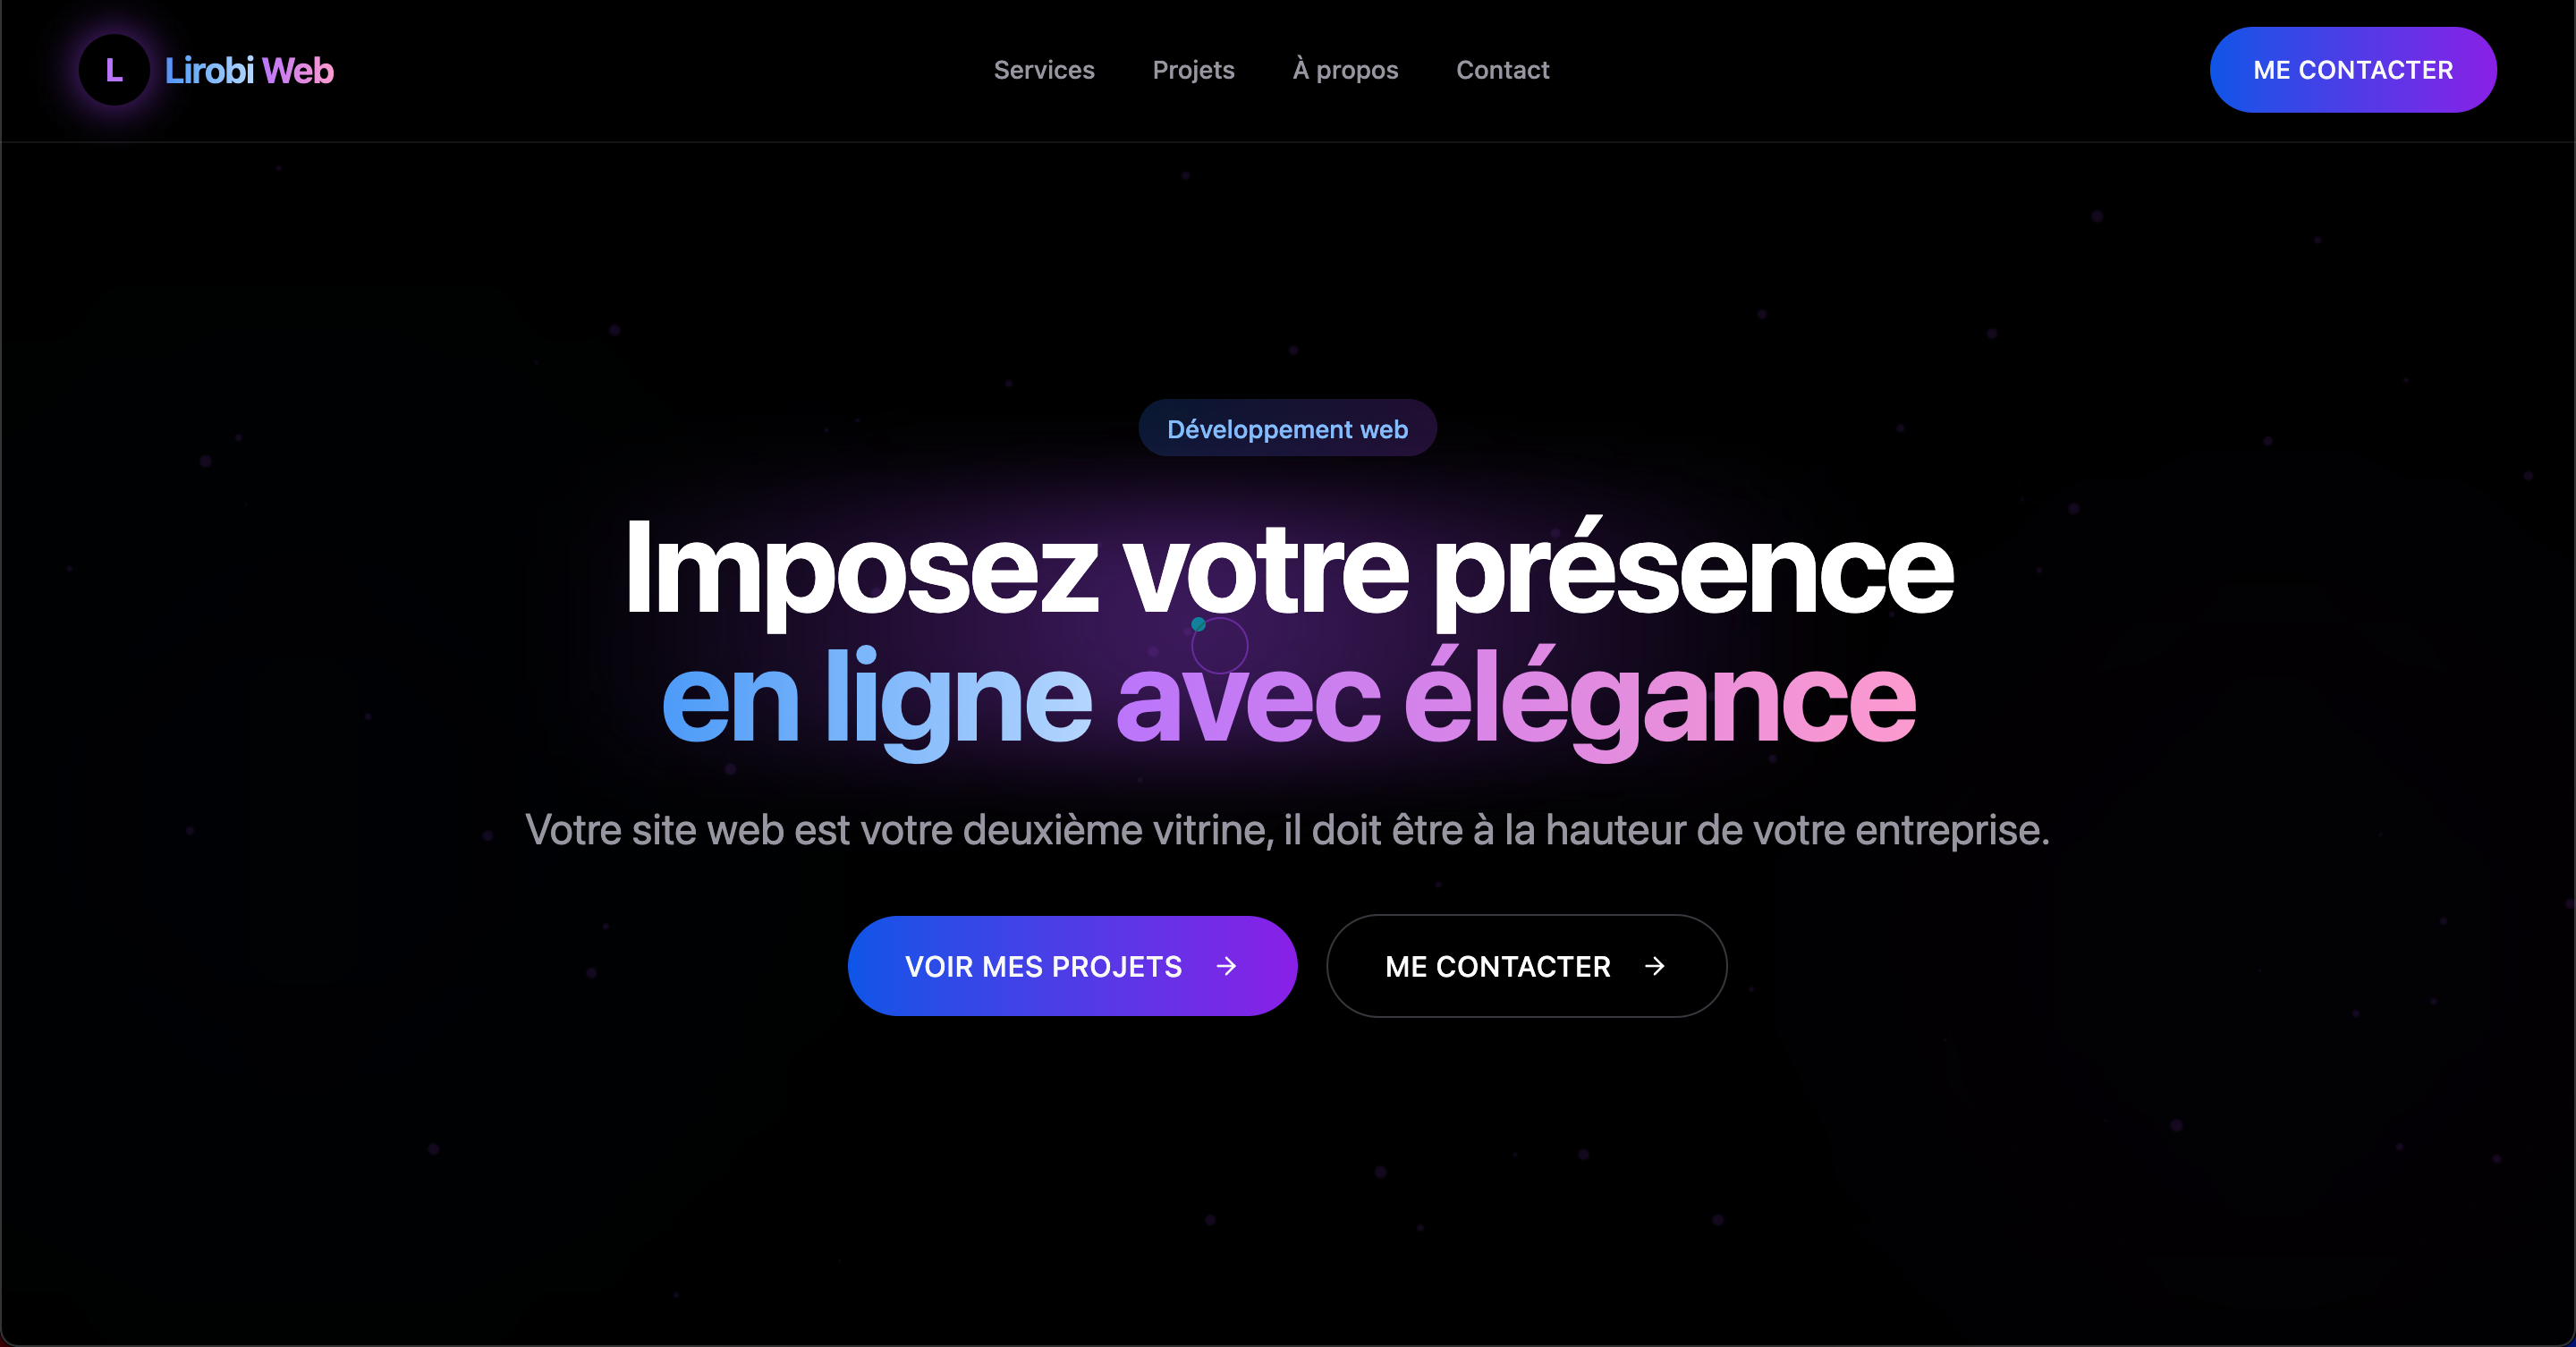 L
Lirobi Web
Services
Projets
À propos
Contact
ME CONTACTER
Développement web
Imposez votre présence
en ligne avec élégance
Votre site web est votre deuxième vitrine, il doit être à la hauteur de votre entreprise.
VOIR MES PROJETS →
ME CONTACTER →